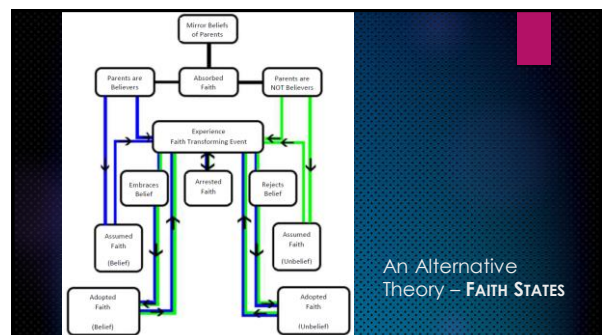 Mirror Beliefs
of Parents
Parents are
Believers
Absorbed
Faith
Parents are
NOT Believers
Experience
Faith Transforming Event
Embraces
Belief
Arrested
Faith
Rejects
Belief
Assumed
Faith
(Belief)
Assumed
Faith
(Unbelief)
Adopted
Faith
(Belief)
Adopted
Faith
(Unbelief)
An Alternative
Theory – FAITH STATES